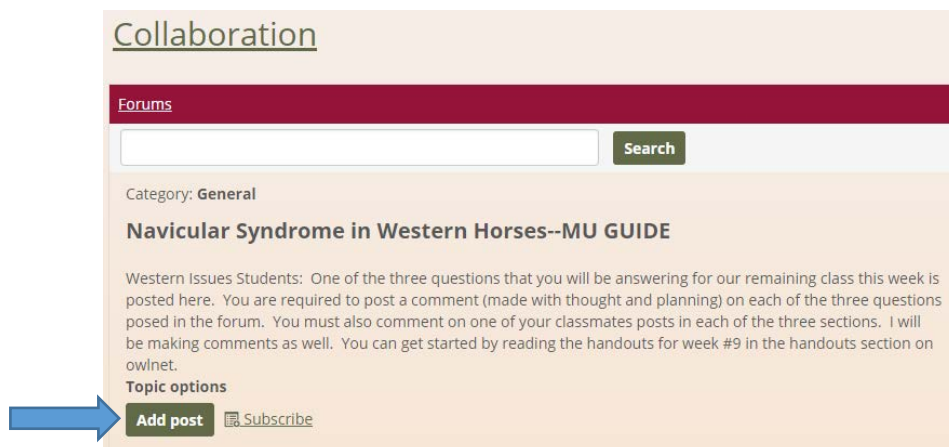 Collaboration
Forums
Search
Category: General
Navicular Syndrome in Western Horses--MU GUIDE
Western Issues Students:  One of the three questions that you will be answering for our remaining class this week is
posted here.  You are required to post a comment (made with thought and planning) on each of the three questions
posed in the forum.  You must also comment on one of your classmates posts in each of the three sections.  I will
be making comments as well.  You can get started by reading the handouts for week #9 in the handouts section on
owlnet.
Topic options
Add post Subscribe